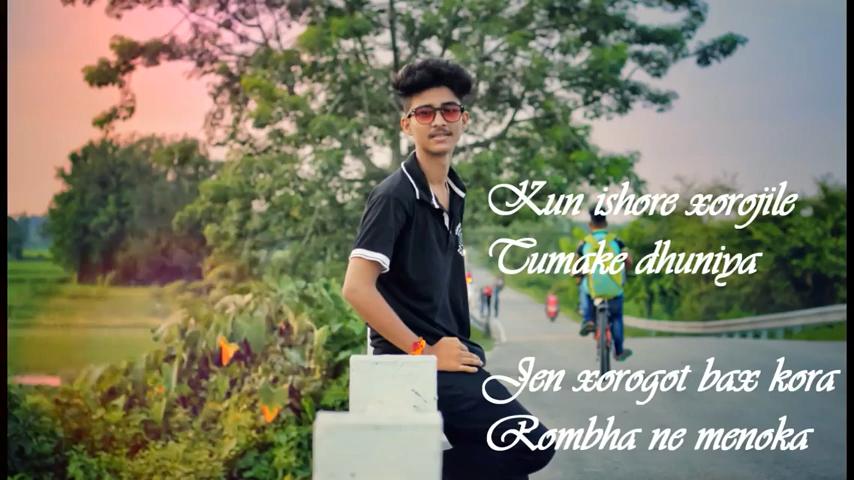 Kun ishore xorojile
Tumake dhuniya
Jen xorogot bax kora
Rombha ne menoka